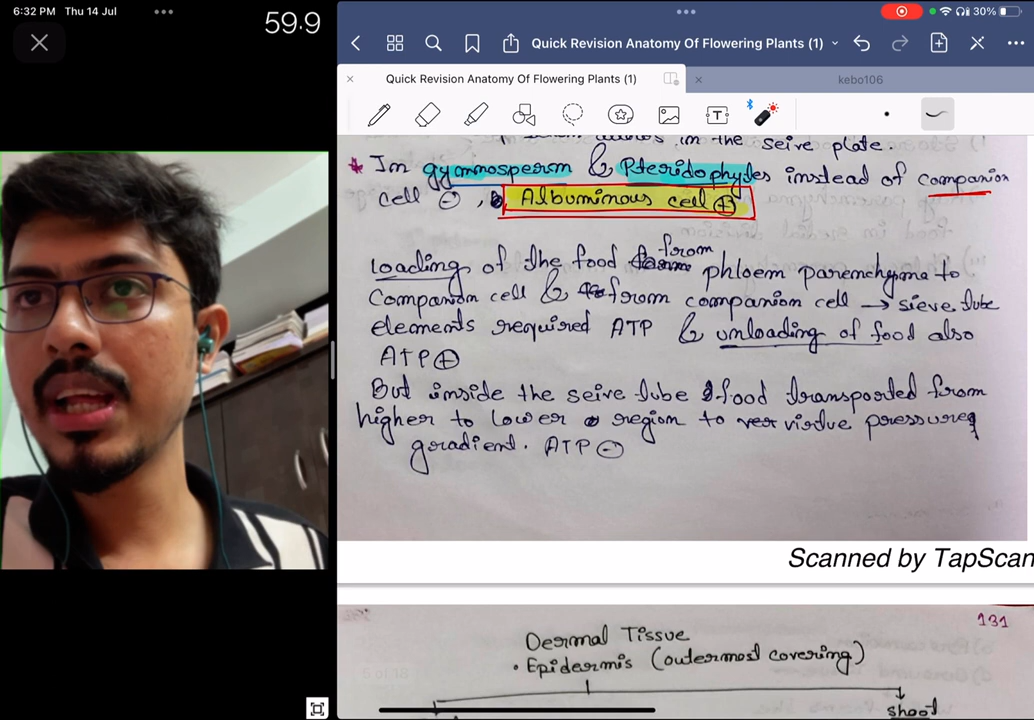 6:32 PM Thu 14 Jul
59.9
30%
Quick Revision Anatomy Of Flowering Plants (1)
Quick Revision Anatomy Of Flowering Plants (1)
kebo106
in the seive plate.
* In gymnosperm & Pteridophytes instead of companion
cell ⊖, Albuminous cell ⊕
Loading of the food from phloem parenchyma to
Companion cell & from companion cell → sieve tube
elements required ATP & unloading of food also
ATP ⊕
But inside the seive tube food transported from
higher to lower region to virtue pressure
gradient. ATP ⊖
Scanned by TapScan
131
Dermal Tissue
• Epidermis (outermost covering)
shoot